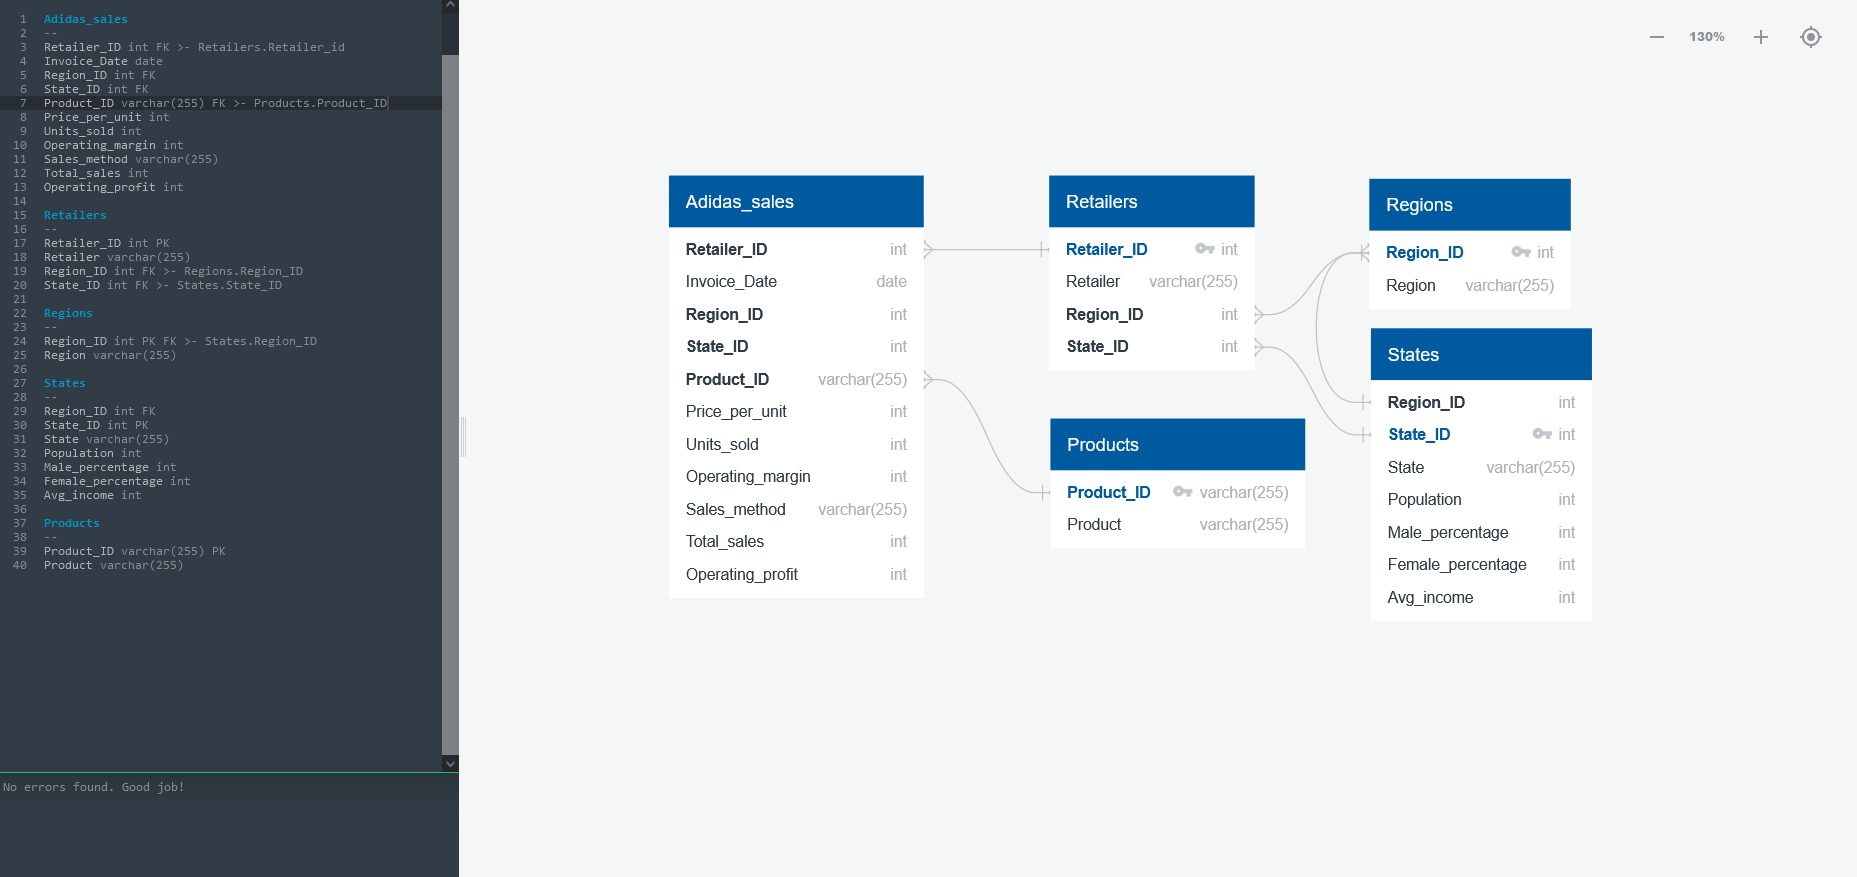 1 Adidas_sales
2 --
3 Retailer_ID int FK >- Retailers.Retailer_id
4 Invoice_Date date
5 Region_ID int FK
6 State_ID int FK
7 Product_ID varchar(255) FK >- Products.Product_ID
8 Price_per_unit int
9 Units_sold int
10 Operating_margin int
11 Sales_method varchar(255)
12 Total_sales int
13 Operating_profit int
14
15 Retailers
16 --
17 Retailer_ID int PK
18 Retailer varchar(255)
19 Region_ID int FK >- Regions.Region_ID
20 State_ID int FK >- States.State_ID
21
22 Regions
23 --
24 Region_ID int PK FK >- States.Region_ID
25 Region varchar(255)
26
27 States
28 --
29 Region_ID int FK
30 State_ID int PK
31 State varchar(255)
32 Population int
33 Male_percentage int
34 Female_percentage int
35 Avg_income int
36
37 Products
38 --
39 Product_ID varchar(255) PK
40 Product varchar(255)
No errors found. Good job!
130%
Adidas_sales
Retailer_ID int
Invoice_Date date
Region_ID int
State_ID int
Product_ID varchar(255)
Price_per_unit int
Units_sold int
Operating_margin int
Sales_method varchar(255)
Total_sales int
Operating_profit int
Retailers
Retailer_ID int
Retailer varchar(255)
Region_ID int
State_ID int
Products
Product_ID varchar(255)
Product varchar(255)
Regions
Region_ID int
Region varchar(255)
States
Region_ID int
State_ID int
State varchar(255)
Population int
Male_percentage int
Female_percentage int
Avg_income int